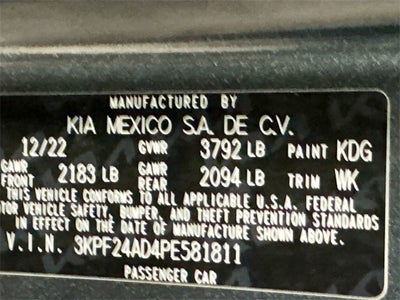 MANUFACTURED BY
KIA MEXICO S.A. DE C.V.
12/22 GVWR 3792 LB PAINT KDG
GAWR FRONT 2183 LB GAWR REAR 2094 LB TRIM WK
THIS VEHICLE CONFORMS TO ALL APPLICABLE U.S.A. FEDERAL
MOTOR VEHICLE SAFETY, BUMPER, AND THEFT PREVENTION STANDARDS
IN EFFECT ON THE DATE OF MANUFACTURE SHOWN ABOVE.
V.I.N. 3KPF24AD4PE581811
PASSENGER CAR